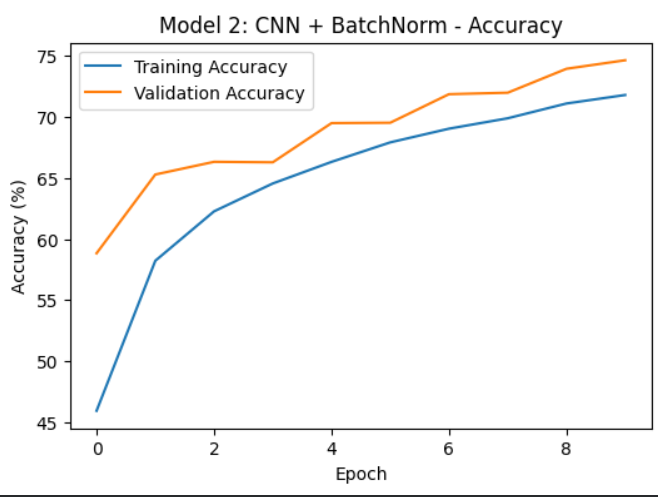 Model 2: CNN + BatchNorm - Accuracy
Training Accuracy
Validation Accuracy
75
70
65
60
55
50
45
Accuracy (%)
0 2 4 6 8
Epoch